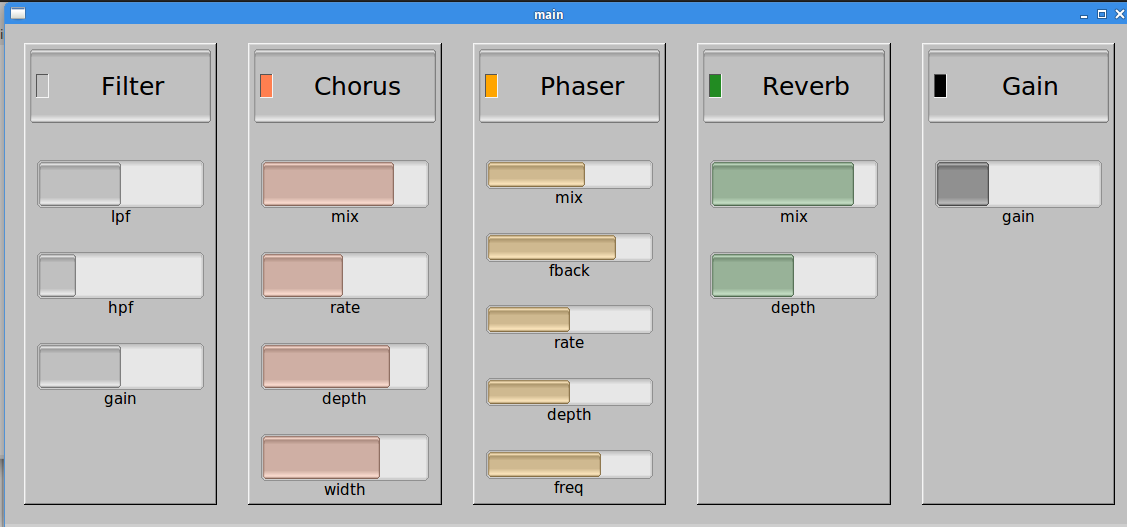 main
Filter
lpf
hpf
gain
Chorus
mix
rate
depth
width
Phaser
mix
fback
rate
depth
freq
Reverb
mix
depth
Gain
gain